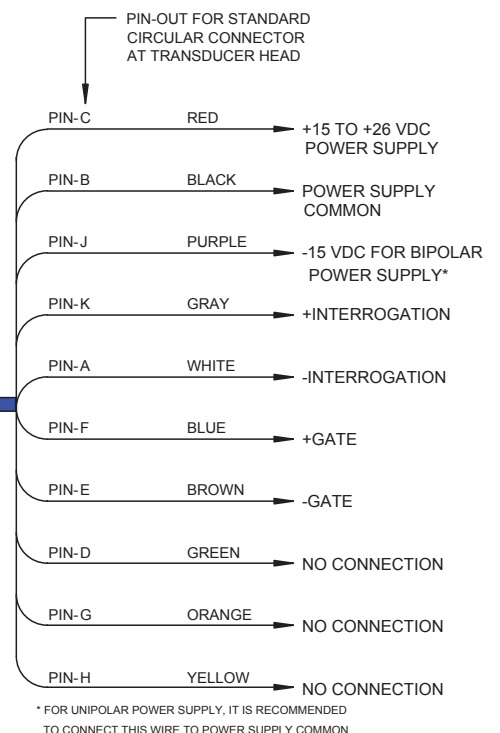 PIN-OUT FOR STANDARD
CIRCULAR CONNECTOR
AT TRANSDUCER HEAD
PIN-C RED +15 TO +26 VDC
POWER SUPPLY
PIN-B BLACK POWER SUPPLY
COMMON
PIN-J PURPLE -15 VDC FOR BIPOLAR
POWER SUPPLY*
PIN-K GRAY +INTERROGATION
PIN-A WHITE -INTERROGATION
PIN-F BLUE +GATE
PIN-E BROWN -GATE
PIN-D GREEN NO CONNECTION
PIN-G ORANGE NO CONNECTION
PIN-H YELLOW NO CONNECTION
* FOR UNIPOLAR POWER SUPPLY, IT IS RECOMMENDED
TO CONNECT THIS WIRE TO POWER SUPPLY COMMON